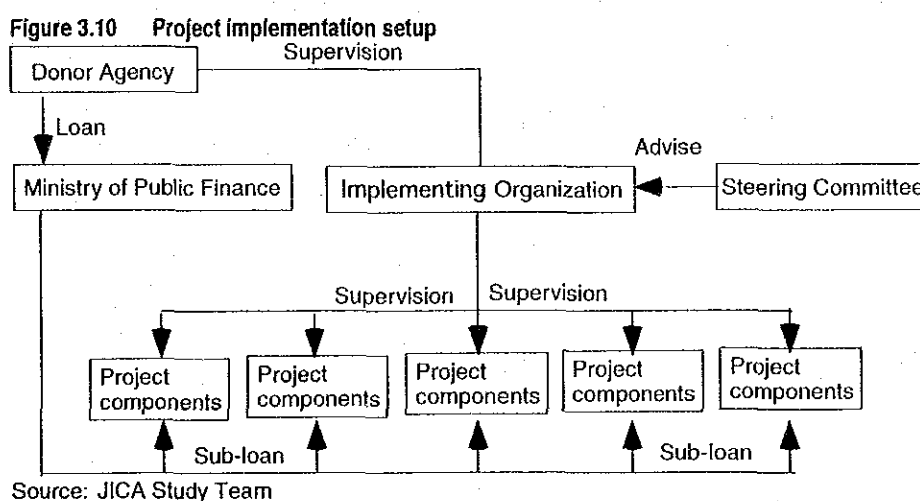 Figure 3.10 Project implementation setup
Supervision
Donor Agency
Loan
Advise
Ministry of Public Finance
Implementing Organization
Steering Committee
Supervision Supervision
Project components
Project components
Project components
Project components
Project components
Sub-loan
Sub-loan
Source: JICA Study Team